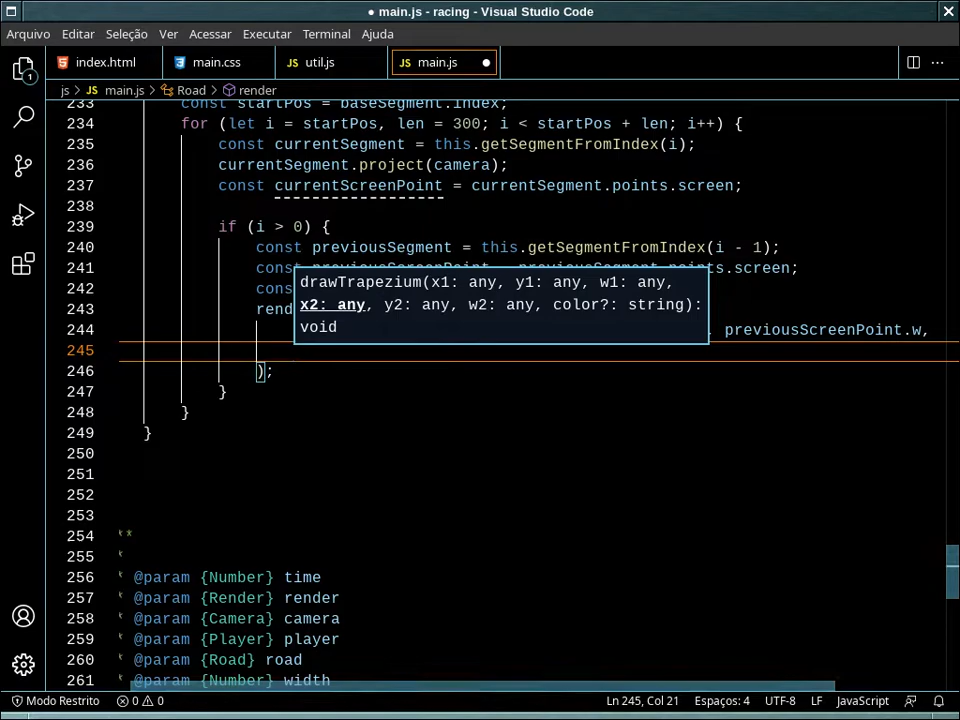 ● main.js - racing - Visual Studio Code
Arquivo Editar Seleção Ver Acessar Executar Terminal Ajuda
index.html main.css JS util.js JS main.js ●
js > JS main.js > Road > render
233 const startPos = baseSegment.index;
234 for (let i = startPos, len = 300; i < startPos + len; i++) {
235 const currentSegment = this.getSegmentFromIndex(i);
236 currentSegment.project(camera);
237 const currentScreenPoint = currentSegment.points.screen;
238
239 if (i > 0) {
240 const previousSegment = this.getSegmentFromIndex(i - 1);
241 const previousScreenPoint = previousSegment.points.screen;
242 cons
243 rend
drawTrapezium(x1: any, y1: any, w1: any,
x2: any, y2: any, w2: any, color?: string):
void
244 previousScreenPoint.w,
245
246 );
247 }
248 }
249 }
250
251
252
253
254 **
255 *
256 * @param {Number} time
257 * @param {Render} render
258 * @param {Camera} camera
259 * @param {Player} player
260 * @param {Road} road
261 * @param {Number} width
1
Modo Restrito 0 0 Ln 245, Col 21 Espaços: 4 UTF-8 LF JavaScript